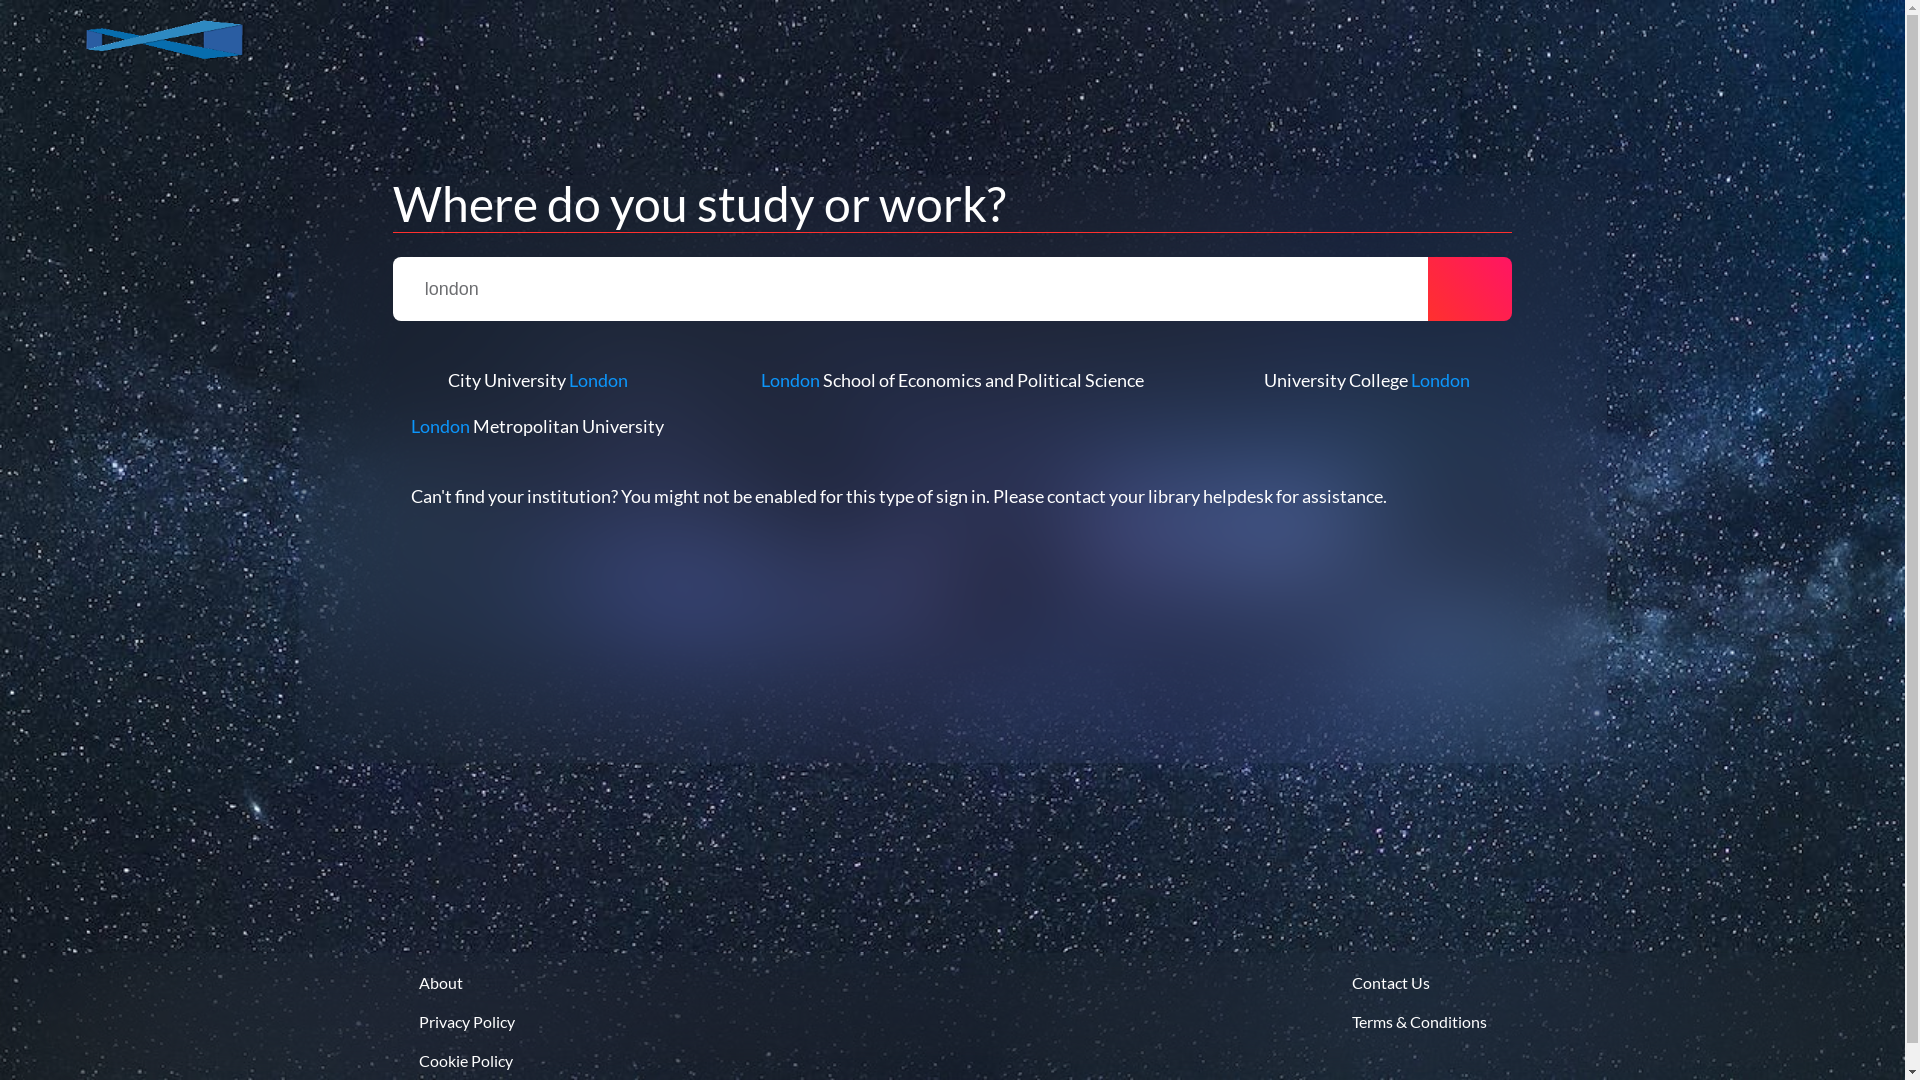 Where do you study or work?
london
City University London
London School of Economics and Political Science
University College London
London Metropolitan University
Can't find your institution? You might not be enabled for this type of sign in. Please contact your library helpdesk for assistance.
About
Contact Us
Privacy Policy
Terms & Conditions
Cookie Policy